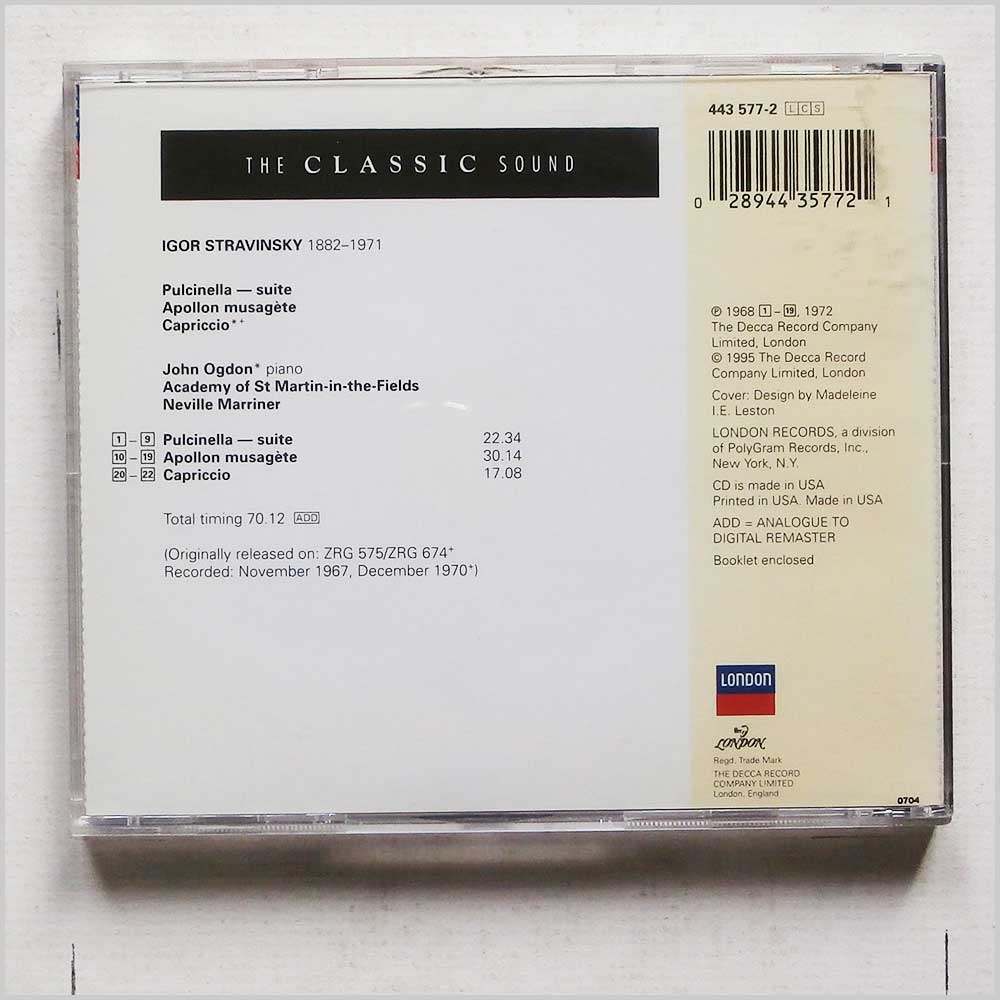 THE CLASSIC SOUND
IGOR STRAVINSKY 1882–1971
Pulcinella — suite
Apollon musagète
Capriccio*+
John Ogdon* piano
Academy of St Martin-in-the-Fields
Neville Marriner
1 – 9 Pulcinella — suite 22.34
10 – 19 Apollon musagète 30.14
20 – 22 Capriccio 17.08
Total timing 70.12 ADD
(Originally released on: ZRG 575/ZRG 674+
Recorded: November 1967, December 1970+)
443 577-2 LCS
0 28944 35772 1
℗ 1968 1 – 19, 1972
The Decca Record Company
Limited, London
© 1995 The Decca Record
Company Limited, London
Cover: Design by Madeleine
I.E. Leston
LONDON RECORDS, a division
of PolyGram Records, Inc.,
New York, N.Y.
CD is made in USA
Printed in USA. Made in USA
ADD = ANALOGUE TO
DIGITAL REMASTER
Booklet enclosed
LONDON
LONDON
Regd. Trade Mark
THE DECCA RECORD
COMPANY LIMITED
London, England
0704